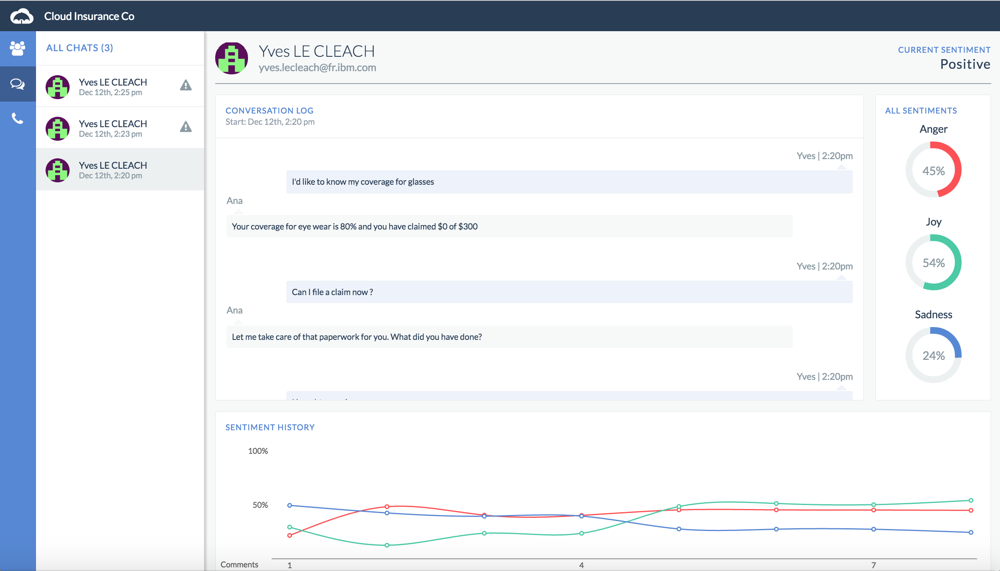 Cloud Insurance Co
ALL CHATS (3)
Yves LE CLEACH
Dec 12th, 2:25 pm
Yves LE CLEACH
Dec 12th, 2:23 pm
Yves LE CLEACH
Dec 12th, 2:20 pm
Yves LE CLEACH
yves.lecleach@fr.ibm.com
CURRENT SENTIMENT
Positive
CONVERSATION LOG
Start: Dec 12th, 2:20 pm
Yves | 2:20pm
I'd like to know my coverage for glasses
Ana
Your coverage for eye wear is 80% and you have claimed $0 of $300
Yves | 2:20pm
Can I file a claim now ?
Ana
Let me take care of that paperwork for you. What did you have done?
Yves | 2:20pm
ALL SENTIMENTS
Anger
45%
Joy
54%
Sadness
24%
SENTIMENT HISTORY
100%
50%
Comments
1
4
7